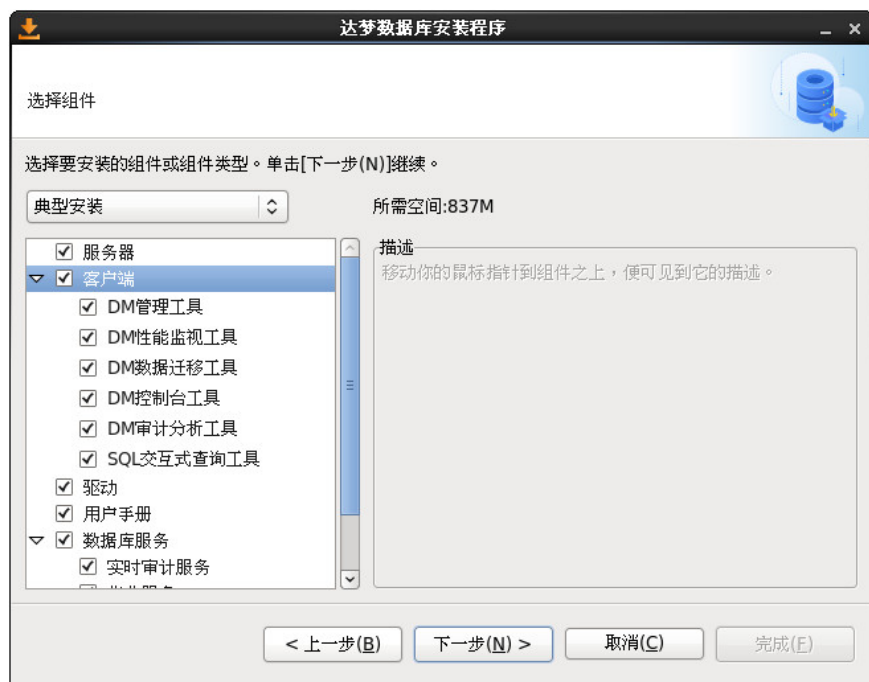 达梦数据库安装程序
选择组件
选择要安装的组件或组件类型。单击[下一步(N)]继续。
典型安装
所需空间:837M
服务器
客户端
DM管理工具
DM性能监视工具
DM数据迁移工具
DM控制台工具
DM审计分析工具
SQL交互式查询工具
驱动
用户手册
数据库服务
实时审计服务
描述
移动你的鼠标指针到组件之上，便可见到它的描述。
< 上一步(B)
下一步(N) >
取消(C)
完成(F)